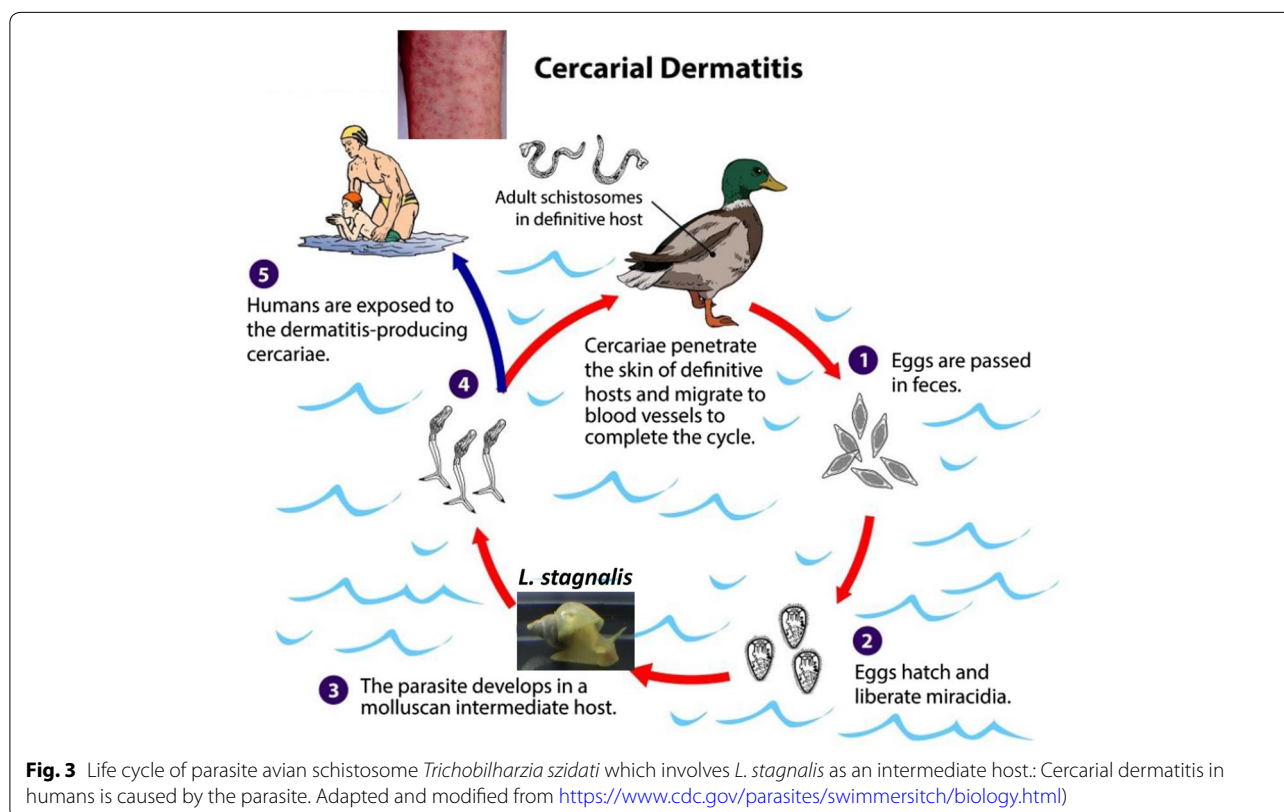 Cercarial Dermatitis
Adult schistosomes
in definitive host
5
Humans are exposed to
the dermatitis-producing
cercariae.
4
Cercariae penetrate
the skin of definitive
hosts and migrate to
blood vessels to
complete the cycle.
1 Eggs are passed
in feces.
L. stagnalis
2
Eggs hatch and
liberate miracidia.
3 The parasite develops in a
molluscan intermediate host.
Fig. 3 Life cycle of parasite avian schistosome Trichobilharzia szidati which involves L. stagnalis as an intermediate host.: Cercarial dermatitis in
humans is caused by the parasite. Adapted and modified from https://www.cdc.gov/parasites/swimmersitch/biology.html)